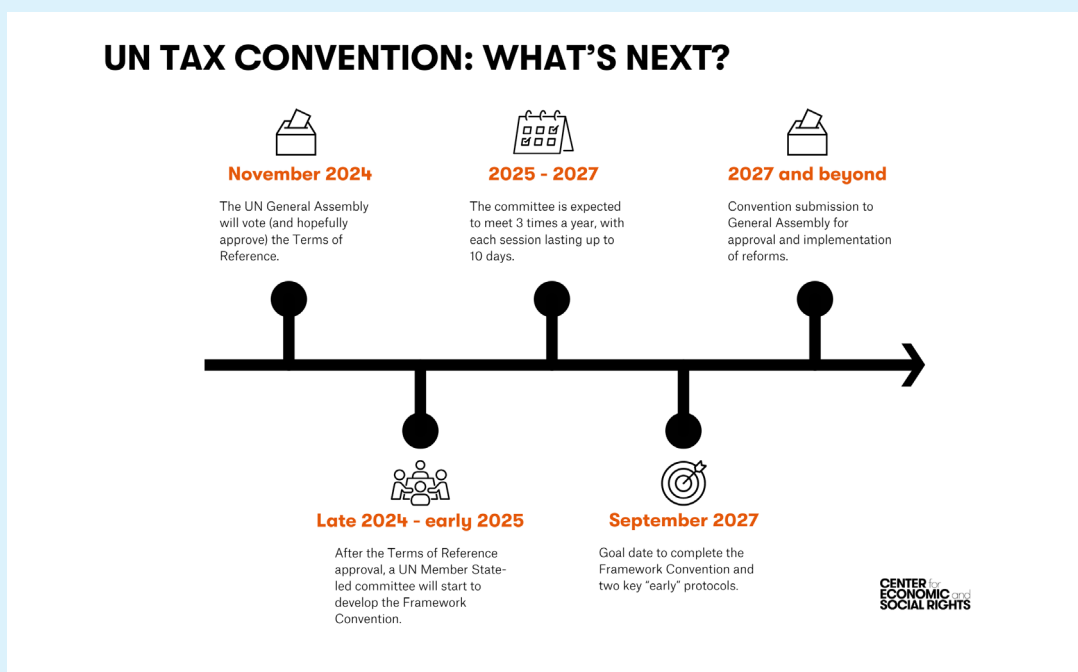 UN TAX CONVENTION: WHAT'S NEXT?
November 2024
The UN General Assembly
will vote (and hopefully
approve) the Terms of
Reference.
2025 - 2027
The committee is expected
to meet 3 times a year, with
each session lasting up to
10 days.
2027 and beyond
Convention submission to
General Assembly for
approval and implementation
of reforms.
Late 2024 - early 2025
After the Terms of Reference
approval, a UN Member State-
led committee will start to
develop the Framework
Convention.
September 2027
Goal date to complete the
Framework Convention and
two key “early” protocols.
CENTER for
ECONOMIC and
SOCIAL RIGHTS